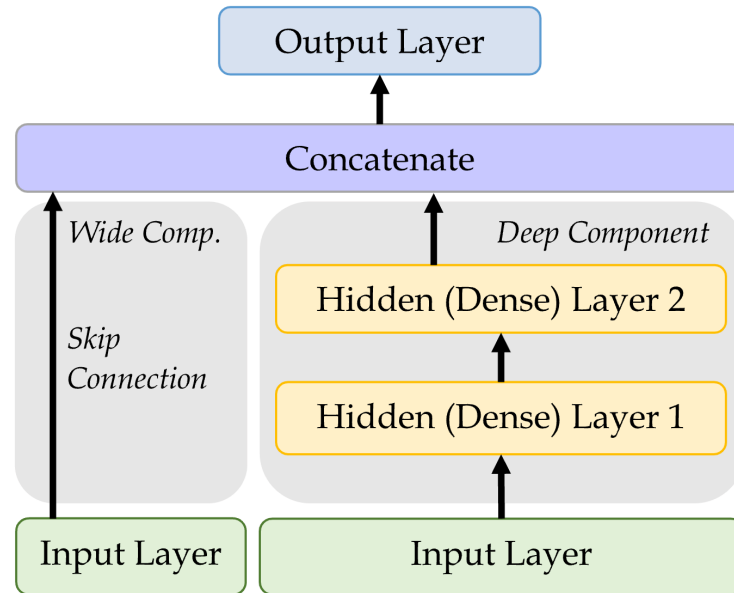 Output Layer
Concatenate
Wide Comp.
Deep Component
Hidden (Dense) Layer 2
Skip
Connection
Hidden (Dense) Layer 1
Input Layer
Input Layer